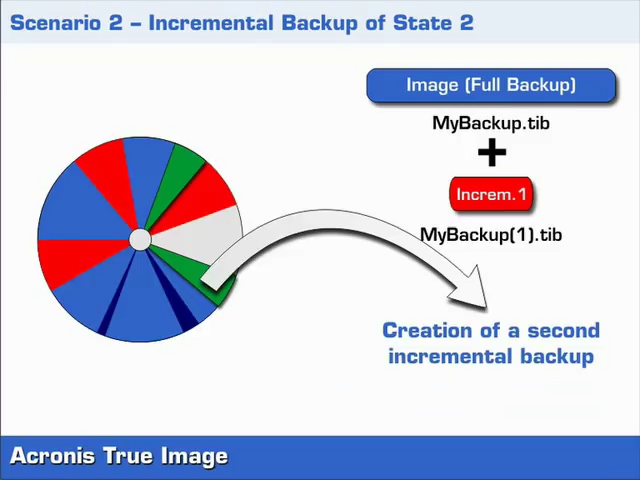 Scenario 2 – Incremental Backup of State 2
Image (Full Backup)
MyBackup.tib
+
Increm.1
MyBackup(1).tib
Creation of a second
incremental backup
Acronis True Image